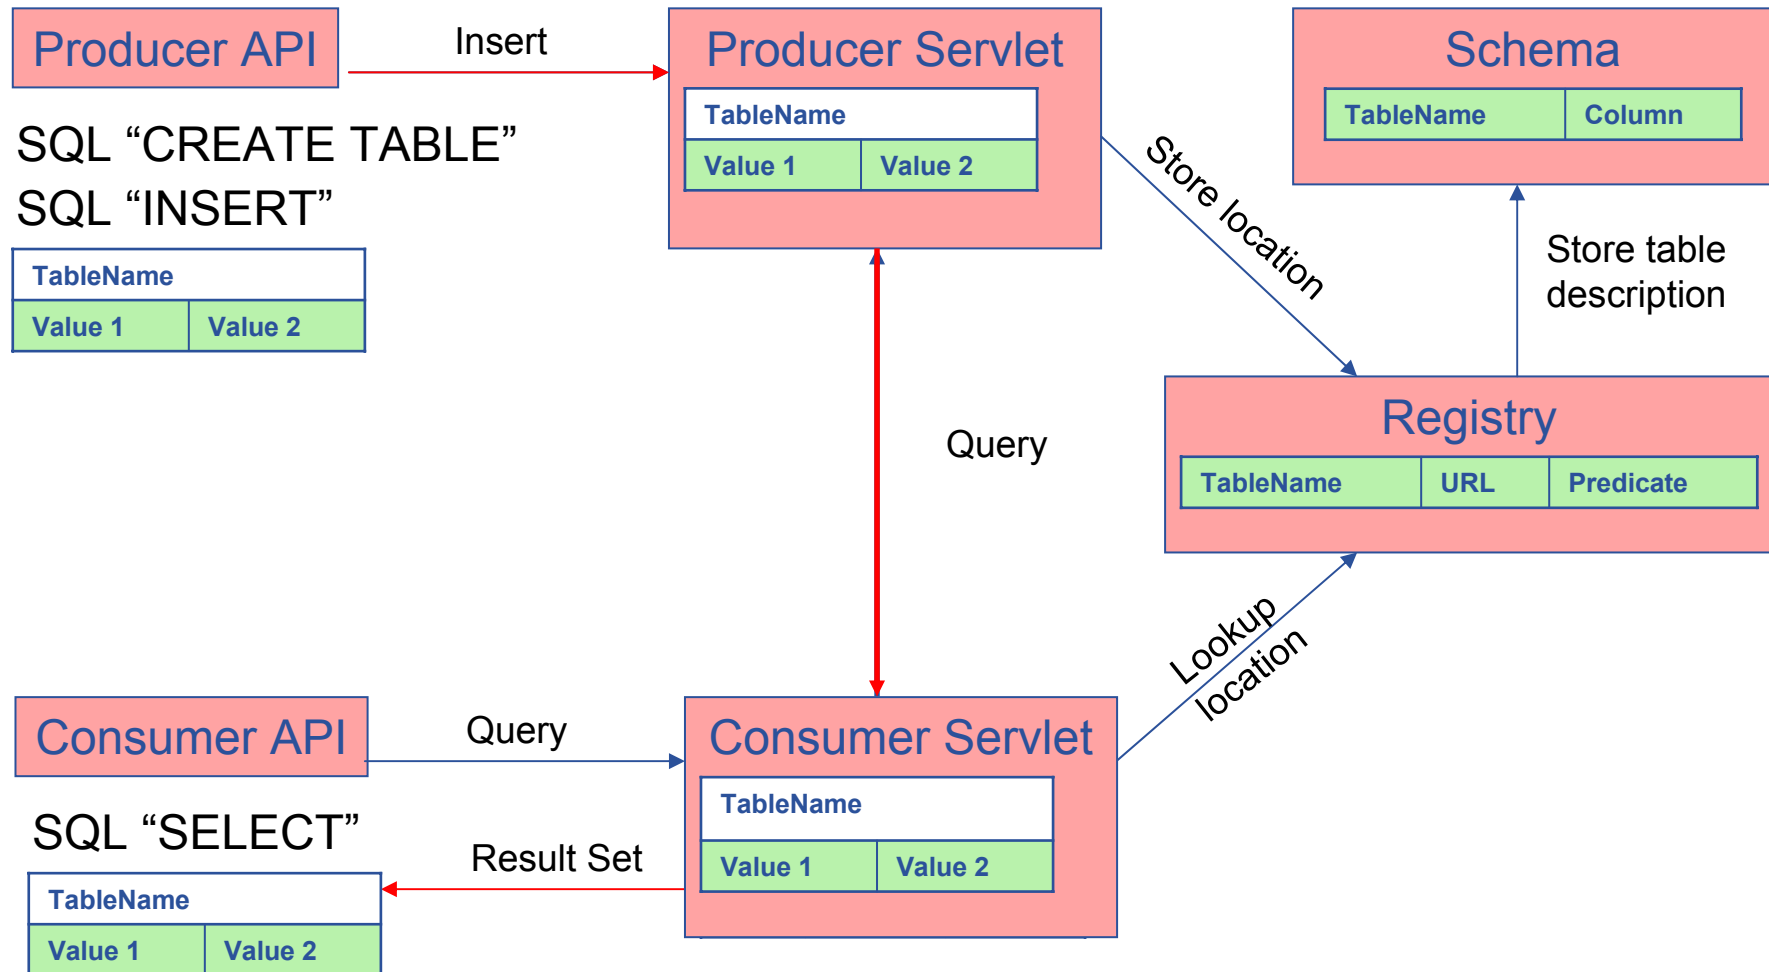 Producer API
Insert
Producer Servlet
Schema
TableName
Value 1 Value 2
TableName Column
SQL “CREATE TABLE”
SQL “INSERT”
TableName
Value 1 Value 2
Store location
Store table
description
Registry
TableName URL Predicate
Query
Lookup
location
Consumer API
Query
Consumer Servlet
TableName
Value 1 Value 2
SQL “SELECT”
Result Set
TableName
Value 1 Value 2